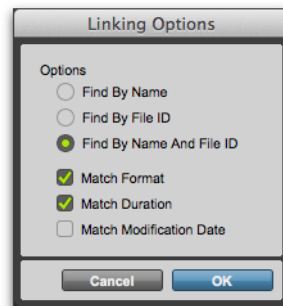 Linking Options
Options
Find By Name
Find By File ID
Find By Name And File ID
Match Format
Match Duration
Match Modification Date
Cancel
OK